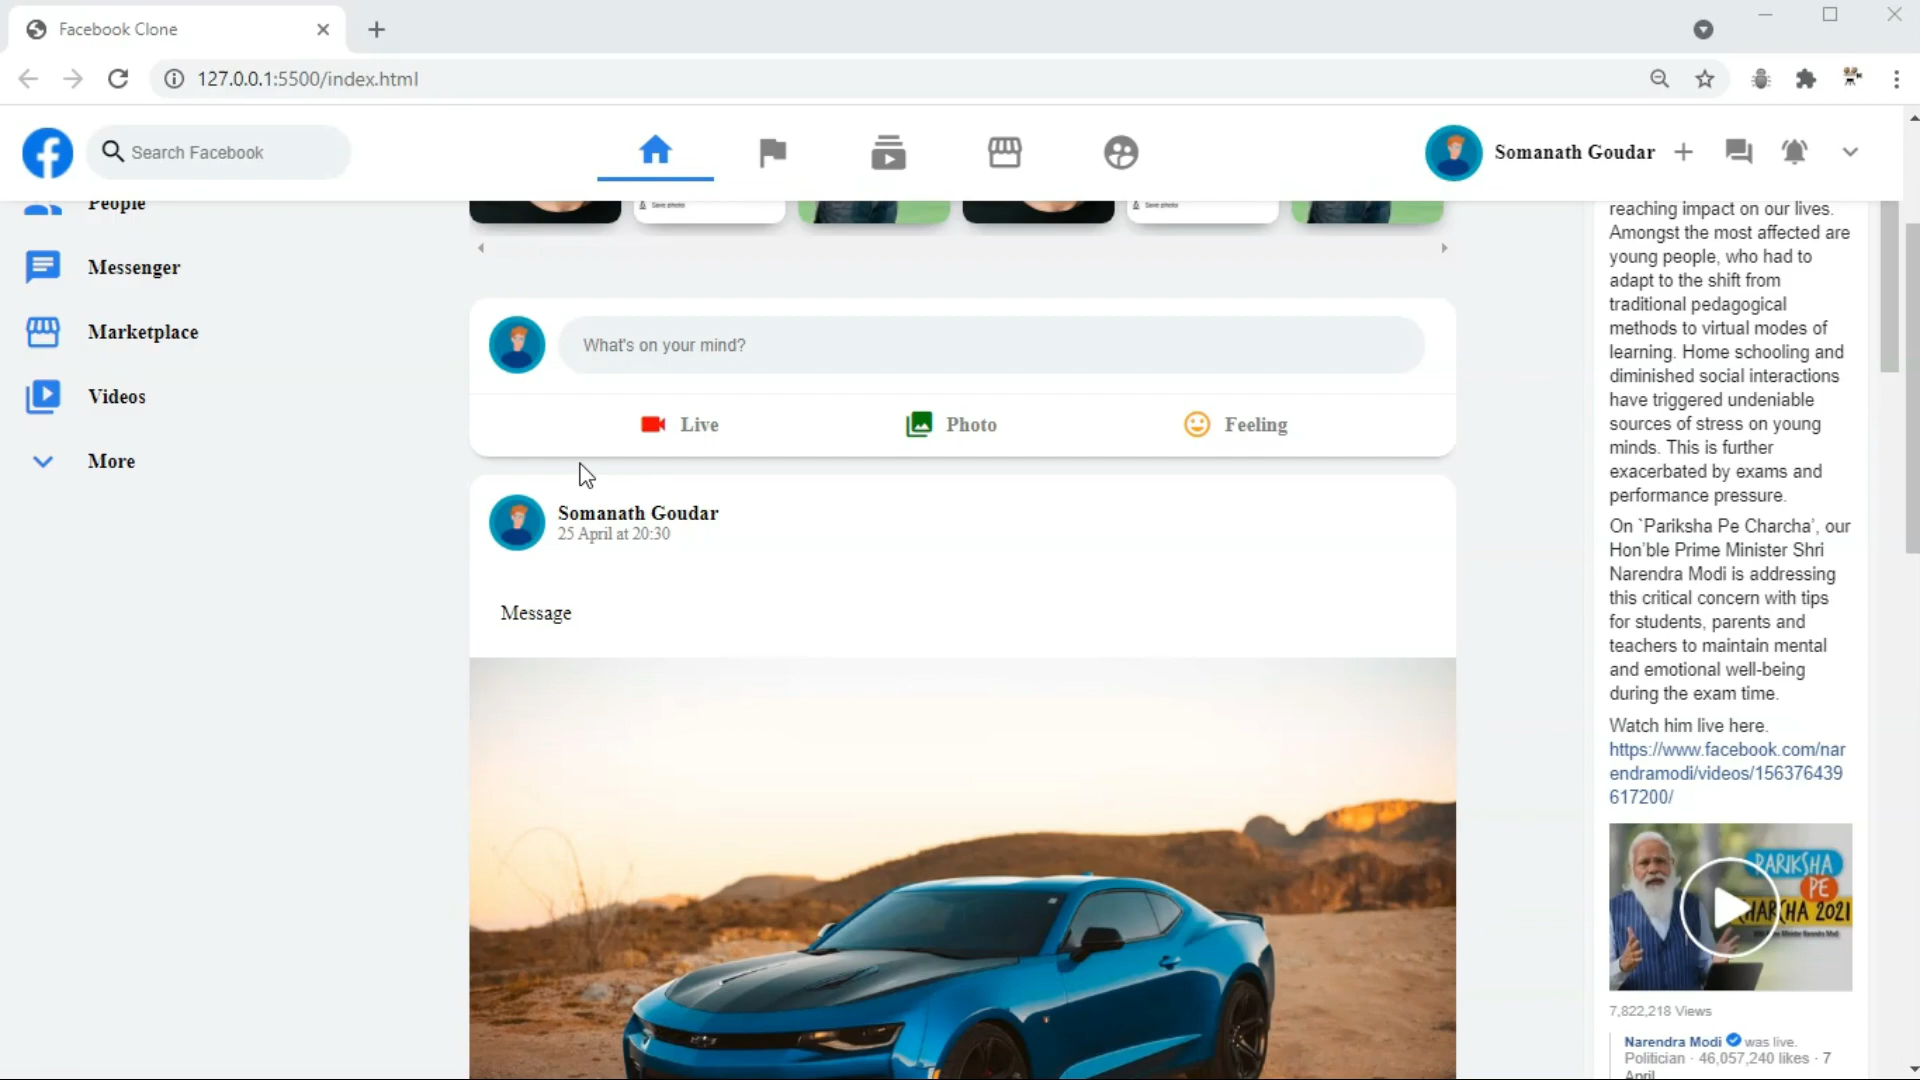 Facebook Clone
127.0.0.1:5500/index.html
Search Facebook
Somanath Goudar
People
Messenger
Marketplace
Videos
More
Save photo
Save photo
What's on your mind?
Live
Photo
Feeling
Somanath Goudar
25 April at 20:30
Message
reaching impact on our lives.
Amongst the most affected are
young people, who had to
adapt to the shift from
traditional pedagogical
methods to virtual modes of
learning. Home schooling and
diminished social interactions
have triggered undeniable
sources of stress on young
minds. This is further
exacerbated by exams and
performance pressure.
On `Pariksha Pe Charcha’, our
Hon’ble Prime Minister Shri
Narendra Modi is addressing
this critical concern with tips
for students, parents and
teachers to maintain mental
and emotional well-being
during the exam time.
Watch him live here.
https://www.facebook.com/nar
endramodi/videos/156376439
617200/
PARIKSHA
PE
CHARCHA 2021
7,822,218 Views
Narendra Modi was live.
Politician · 46,057,240 likes · 7
April